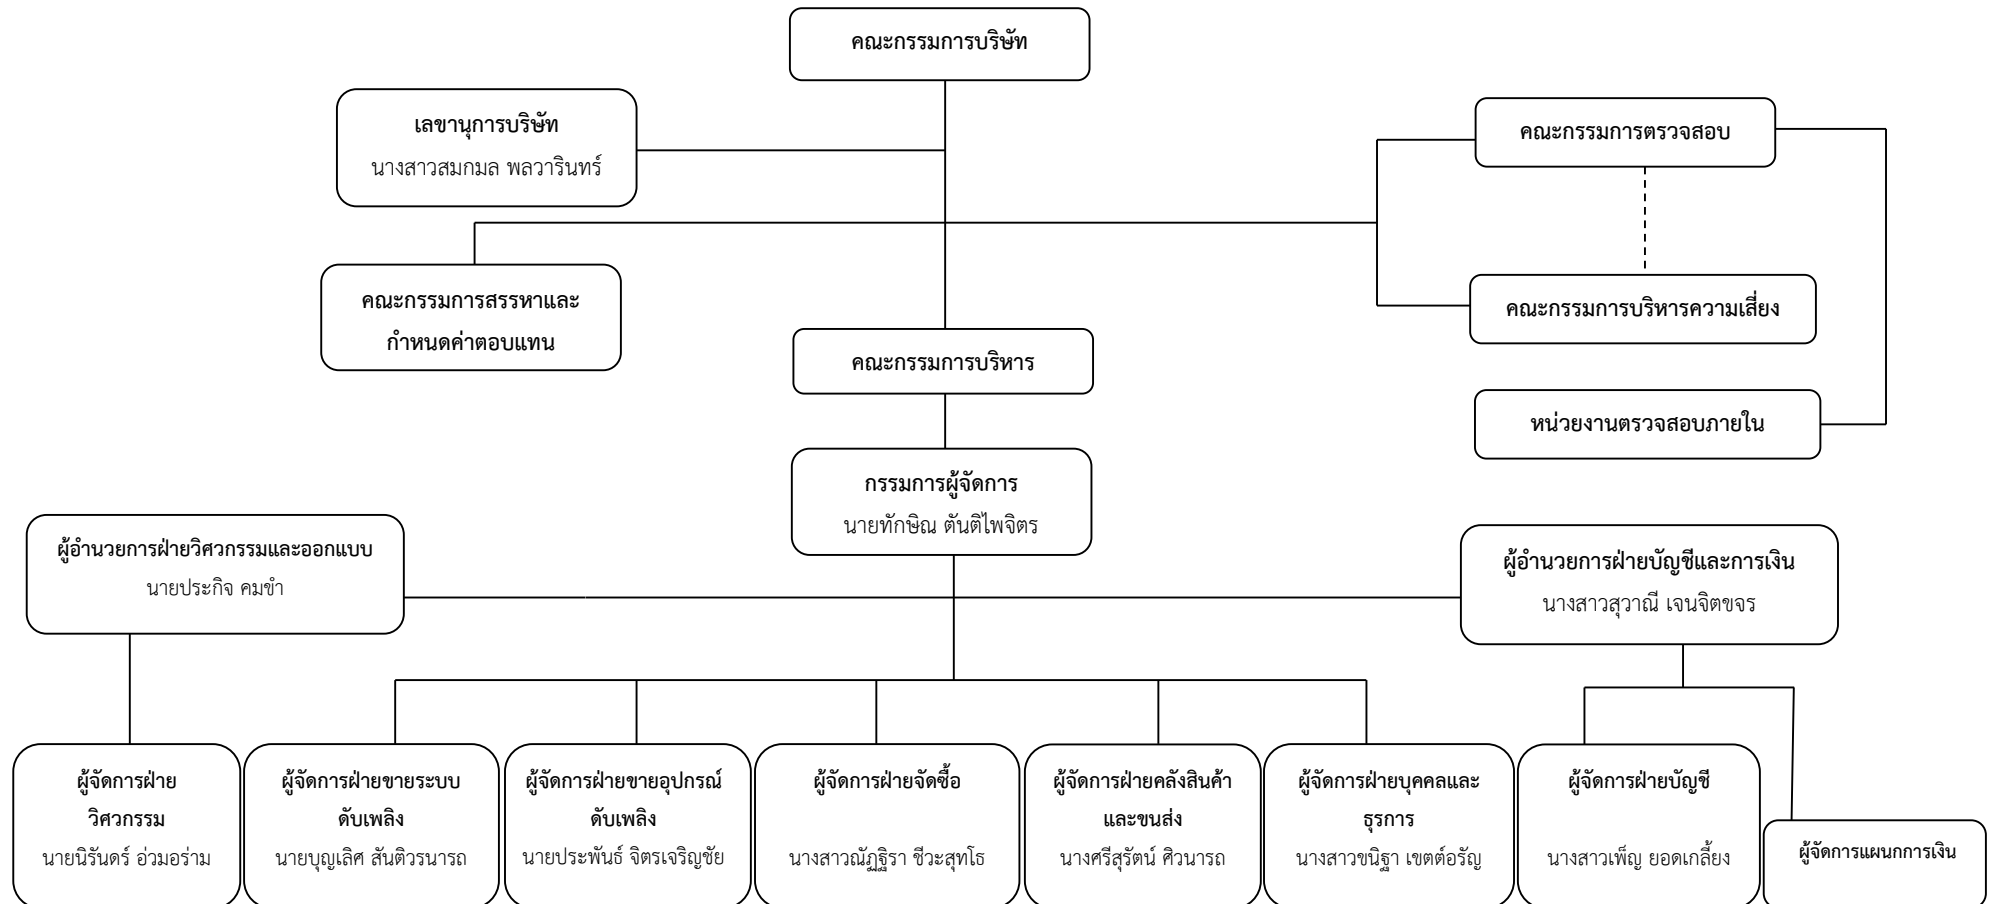 คณะกรรมการบริษัท
เลขานุการบริษัท
นางสาวสมกมล พลวารินทร์
คณะกรรมการตรวจสอบ
คณะกรรมการสรรหาและ
กำหนดค่าตอบแทน
คณะกรรมการบริหารความเสี่ยง
คณะกรรมการบริหาร
หน่วยงานตรวจสอบภายใน
กรรมการผู้จัดการ
นายทักษิณ ตันติไพจิตร
ผู้อำนวยการฝ่ายวิศวกรรมและออกแบบ
นายประกิจ คมขำ
ผู้อำนวยการฝ่ายบัญชีและการเงิน
นางสาวสุวาณี เจนจิตขจร
ผู้จัดการฝ่าย
วิศวกรรม
นายนิรันดร์ อ่วมอร่าม
ผู้จัดการฝ่ายขายระบบ
ดับเพลิง
นายบุญเลิศ สันติวรนารถ
ผู้จัดการฝ่ายขายอุปกรณ์
ดับเพลิง
นายประพันธ์ จิตรเจริญชัย
ผู้จัดการฝ่ายจัดซื้อ
นางสาวณัฏฐิรา ชีวะสุทโธ
ผู้จัดการฝ่ายคลังสินค้า
และขนส่ง
นางศรีสุรัตน์ ศิวนารถ
ผู้จัดการฝ่ายบุคคลและ
ธุรการ
นางสาวขนิฐา เขตต์อรัญ
ผู้จัดการฝ่ายบัญชี
นางสาวเพ็ญ ยอดเกลี้ยง
ผู้จัดการแผนกการเงิน